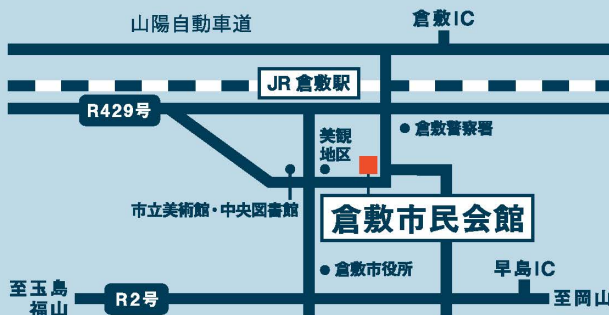 山陽自動車道
倉敷IC
JR 倉敷駅
R429号
倉敷警察署
美観
地区
市立美術館・中央図書館
倉敷市民会館
倉敷市役所
早島IC
至玉島
福山
R2号
至岡山